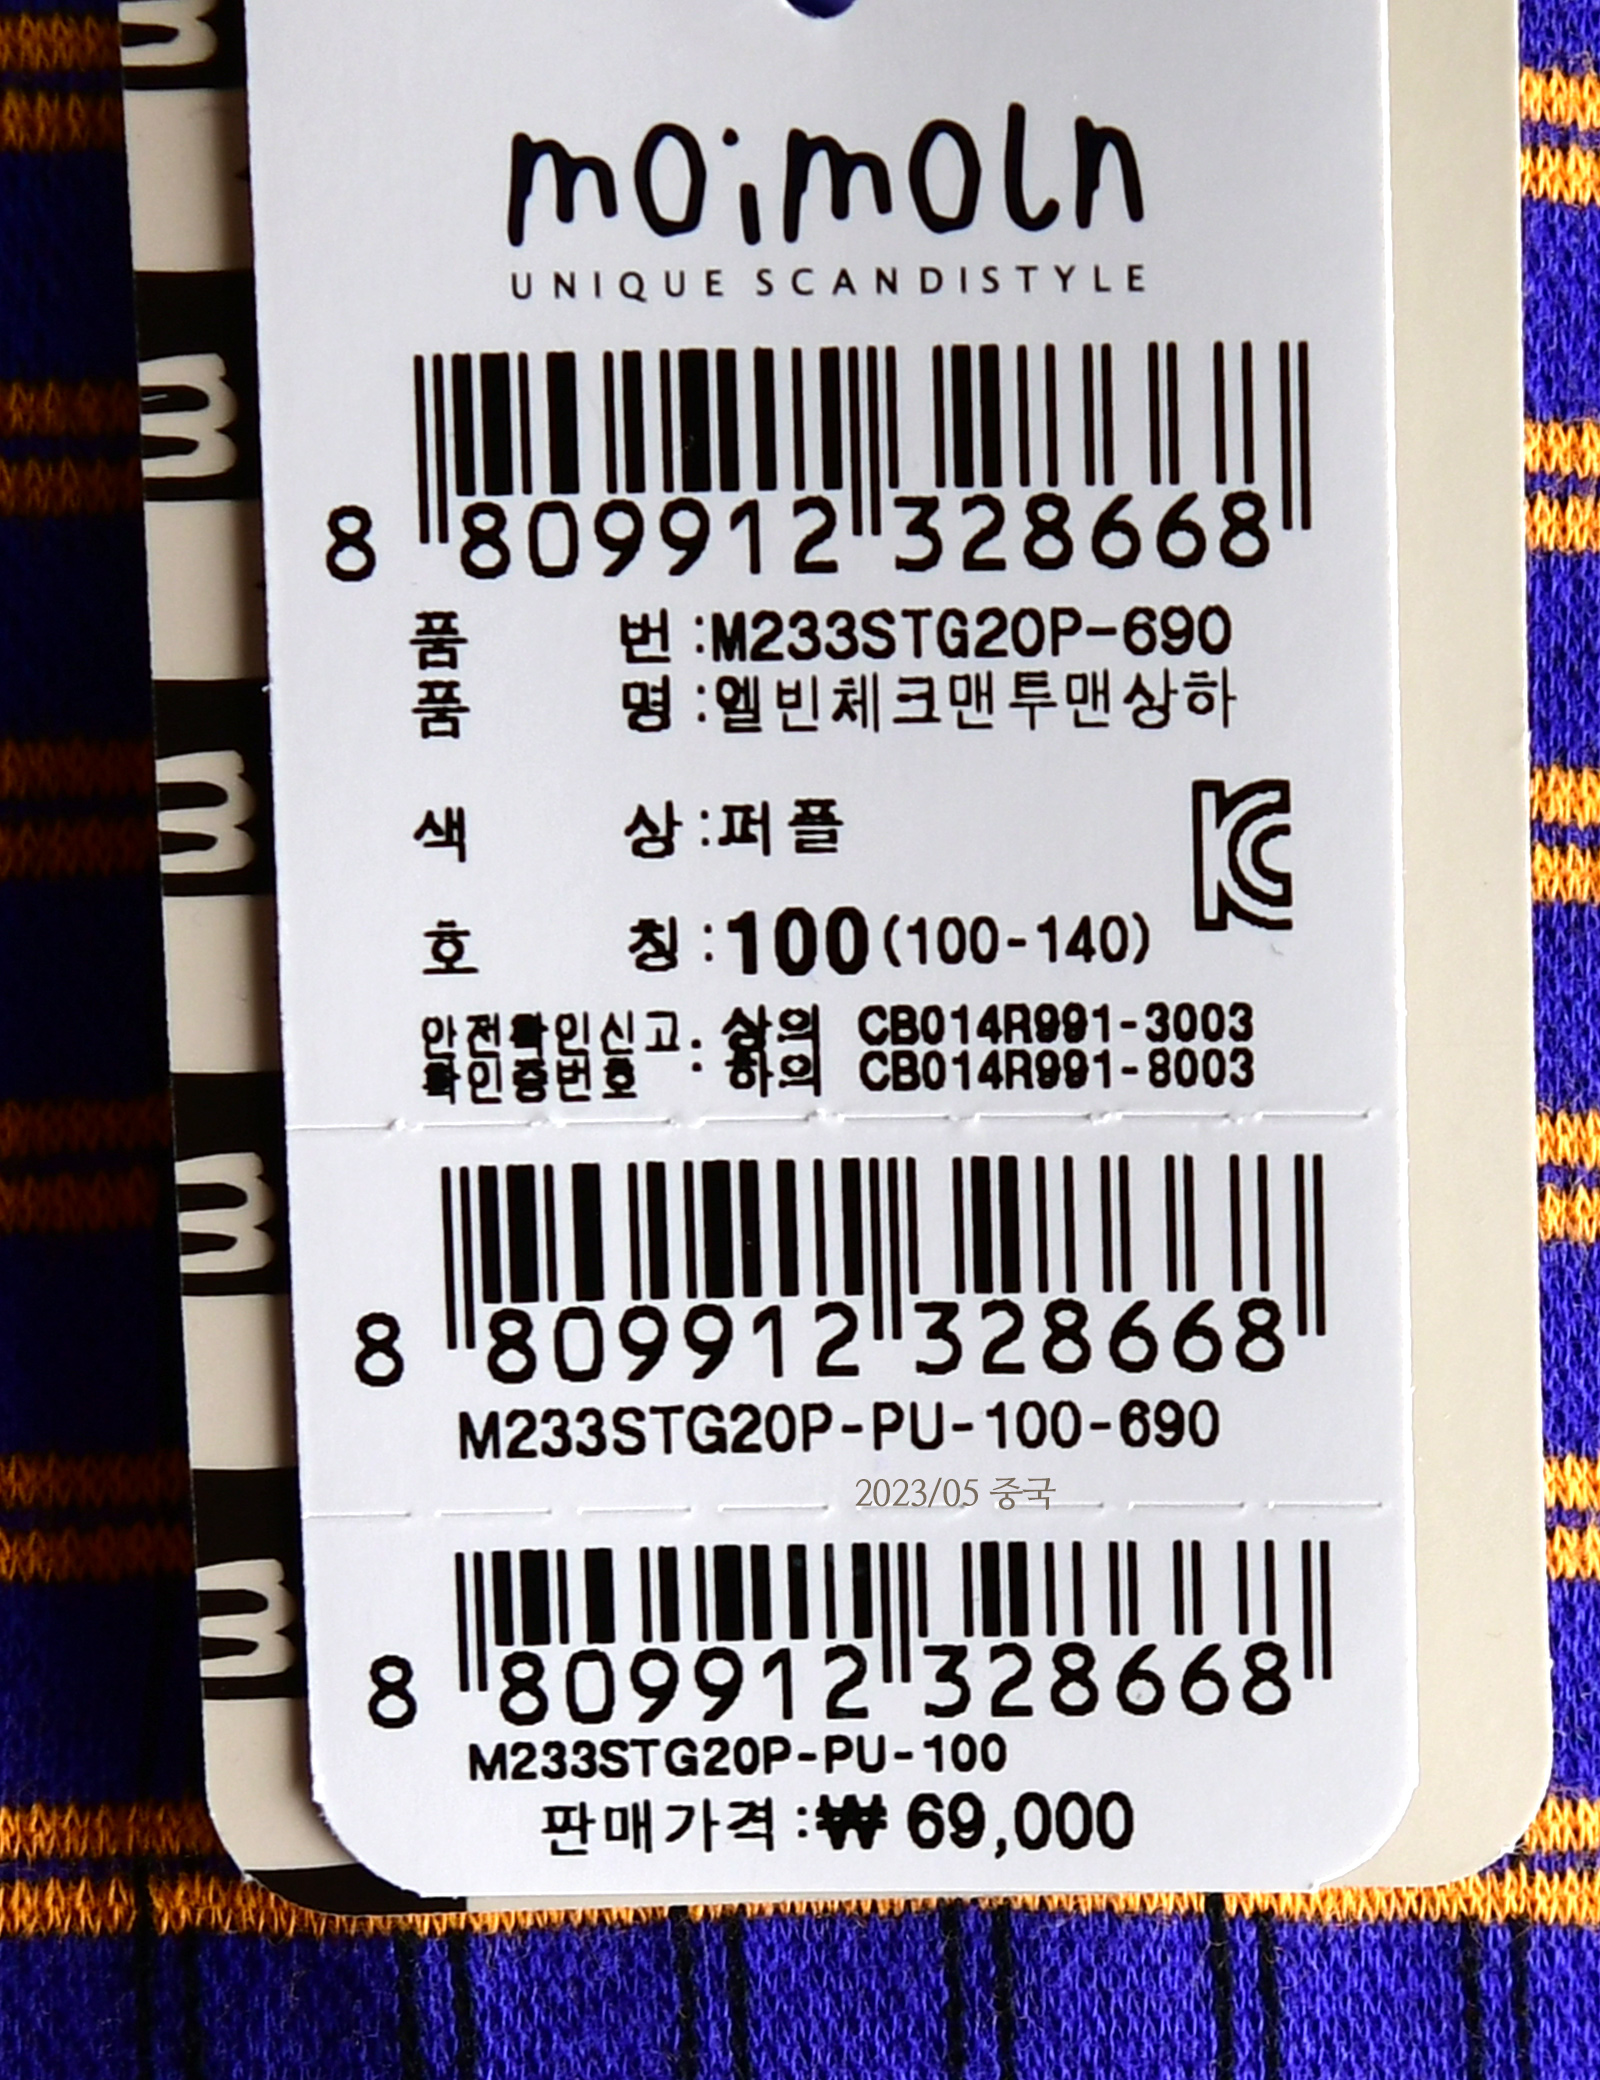 moimoln
UNIQUE SCANDISTYLE
8 809912 328668
품 번 :M233STG20P-690
품 명 :엘빈체크맨투맨상하
색 상 :퍼플
호 칭 :100(100-140)
안전확인신고 : 상의 CB014R991-3003
확인증번호 하의 CB014R991-8003
8 809912 328668
M233STG20P-PU-100-690
2023/05 중국
8 809912 328668
M233STG20P-PU-100
판매가격 :₩ 69,000